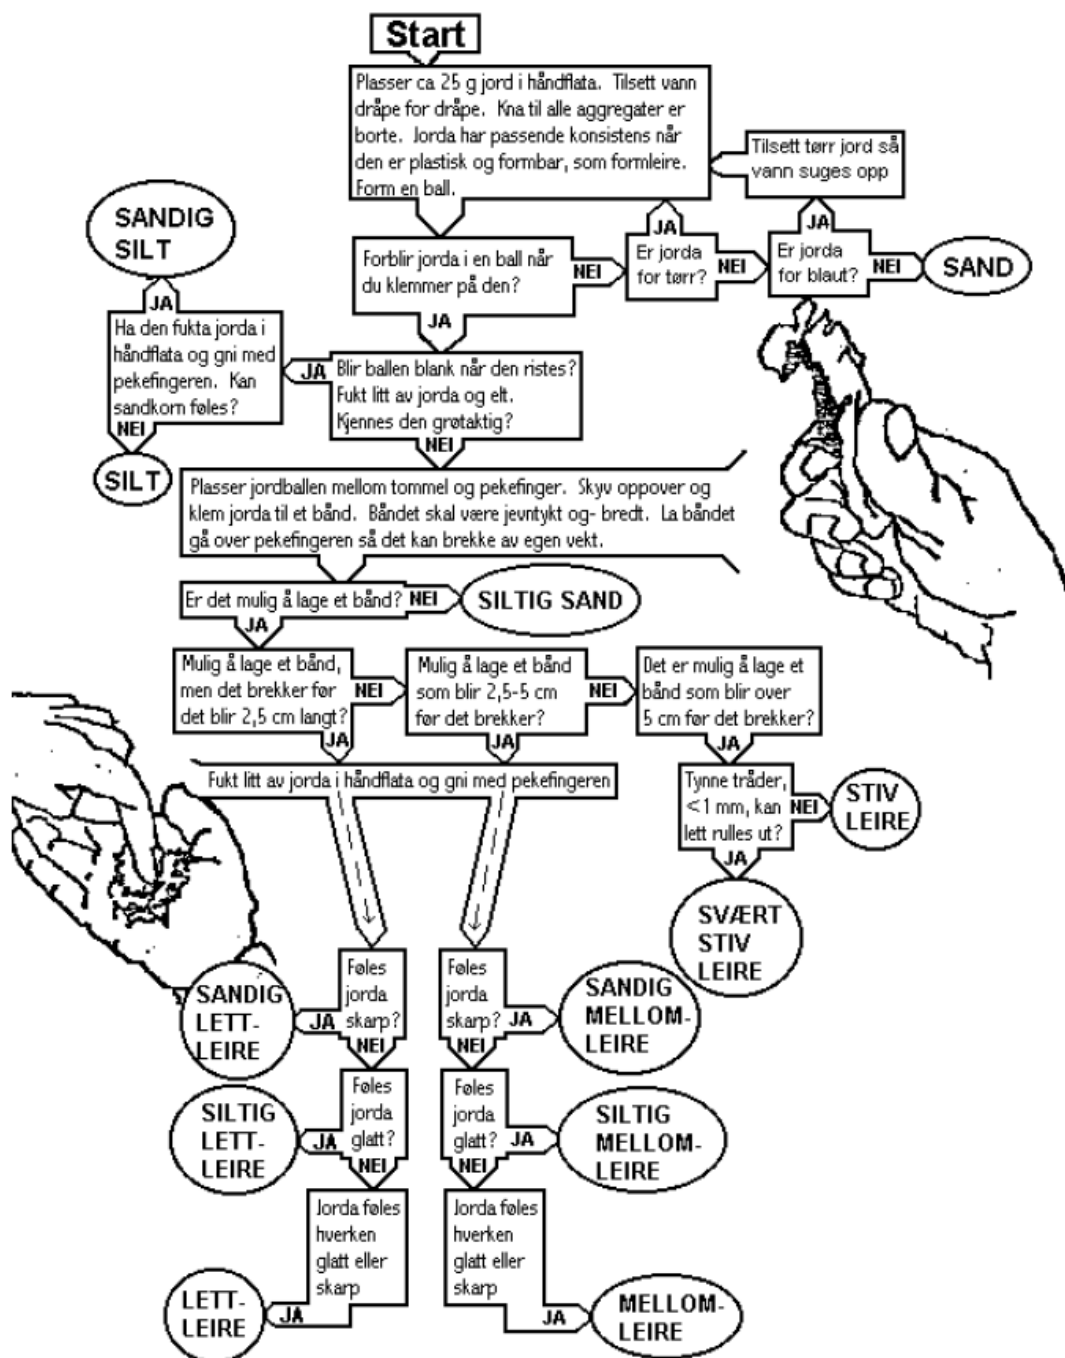 Start
Plasser ca 25 g jord i håndflata. Tilsett vann
dråpe for dråpe. Kna til alle aggregater er
borte. Jorda har passende konsistens når
den er plastisk og formbar, som formleire.
Form en ball.
Tilsett tørr jord så
vann suges opp
JA
JA
Forblir jorda i en ball når
du klemmer på den?
NEI
Er jorda
for tørr?
NEI
Er jorda
for blaut?
NEI
SAND
JA
SANDIG
SILT
JA
Ha den fukta jorda i
håndflata og gni med
pekefingeren. Kan
sandkorn føles?
NEI
SILT
JA
Blir ballen blank når den ristes?
Fukt litt av jorda og elt.
Kjennes den grøtaktig?
NEI
Plasser jordballen mellom tommel og pekefinger. Skyv oppover og
klem jorda til et bånd. Båndet skal være jevntykt og- bredt. La båndet
gå over pekefingeren så det kan brekke av egen vekt.
Er det mulig å lage et bånd?
NEI
SILTIG SAND
JA
Mulig å lage et bånd,
men det brekker før
det blir 2,5 cm langt?
NEI
JA
Mulig å lage et bånd
som blir 2,5-5 cm
før det brekker?
NEI
JA
Det er mulig å lage et
bånd som blir over
5 cm før det brekker?
JA
Fukt litt av jorda i håndflata og gni med pekefingeren
Tynne tråder,
<1 mm, kan
lett rulles ut?
NEI
STIV
LEIRE
JA
SVÆRT
STIV
LEIRE
Føles
jorda
skarp?
JA
SANDIG
LETT-
LEIRE
NEI
Føles
jorda
skarp?
JA
SANDIG
MELLOM-
LEIRE
NEI
Føles
jorda
glatt?
JA
SILTIG
LETT-
LEIRE
NEI
Føles
jorda
glatt?
JA
SILTIG
MELLOM-
LEIRE
NEI
Jorda føles
hverken
glatt eller
skarp
JA
LETT-
LEIRE
Jorda føles
hverken
glatt eller
skarp
JA
MELLOM-
LEIRE